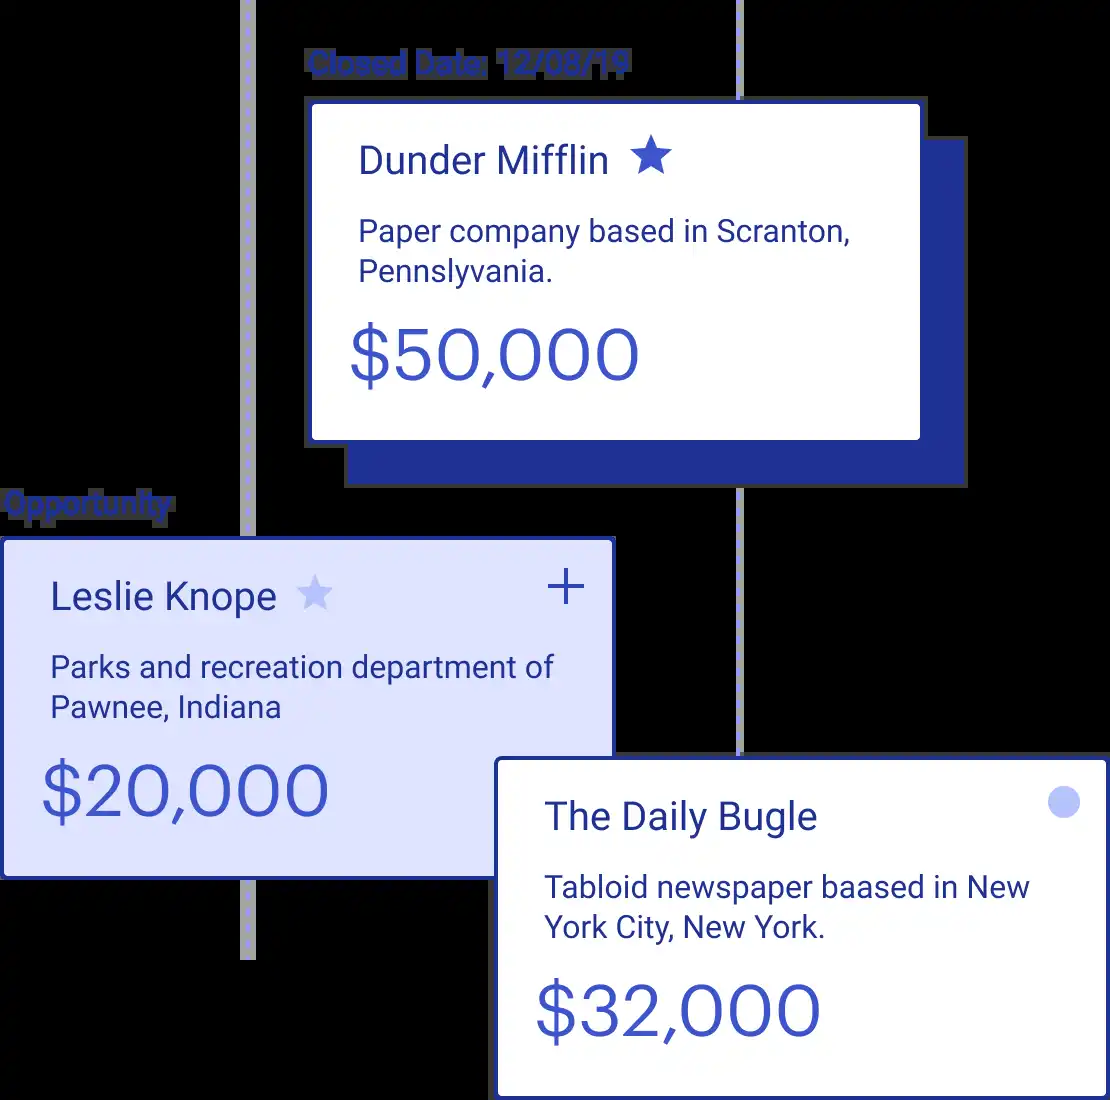 Closed Date: 12/08/19
Dunder Mifflin
Paper company based in Scranton,
Pennslyvania.
$50,000
Opportunity
Leslie Knope
Parks and recreation department of
Pawnee, Indiana
$20,000
The Daily Bugle
Tabloid newspaper baased in New
York City, New York.
$32,000